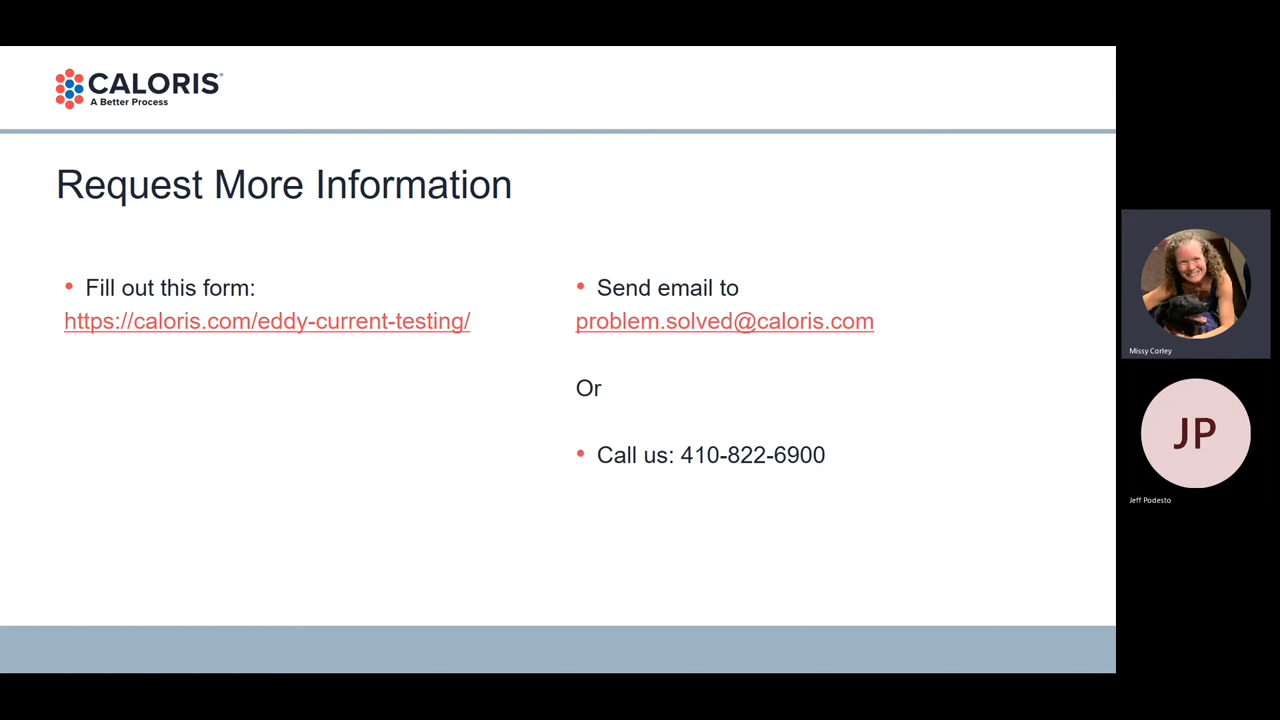 CALORIS®
A Better Process
Request More Information
• Fill out this form:
https://caloris.com/eddy-current-testing/
• Send email to
problem.solved@caloris.com
Or
• Call us: 410-822-6900
Missy Corley
JP
Jeff Podesto